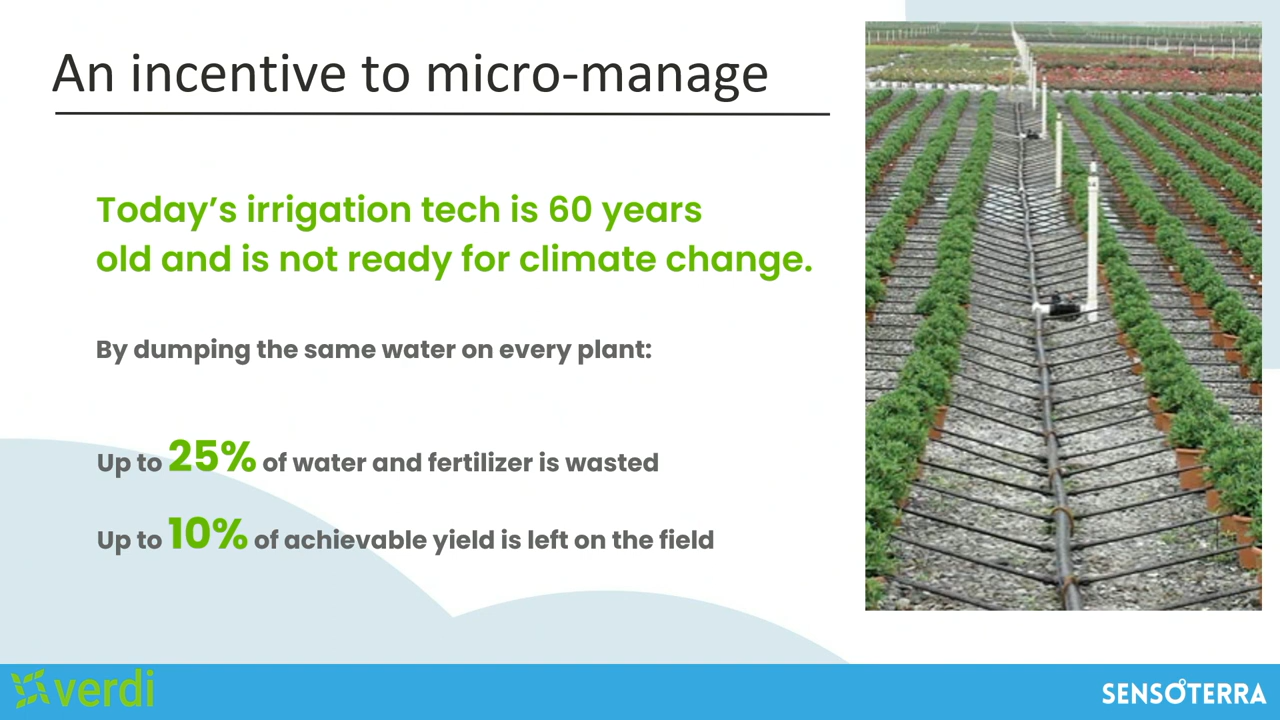 An incentive to micro-manage
Today’s irrigation tech is 60 years
old and is not ready for climate change.
By dumping the same water on every plant:
Up to 25% of water and fertilizer is wasted
Up to 10% of achievable yield is left on the field
verdi
SENSOTERRA